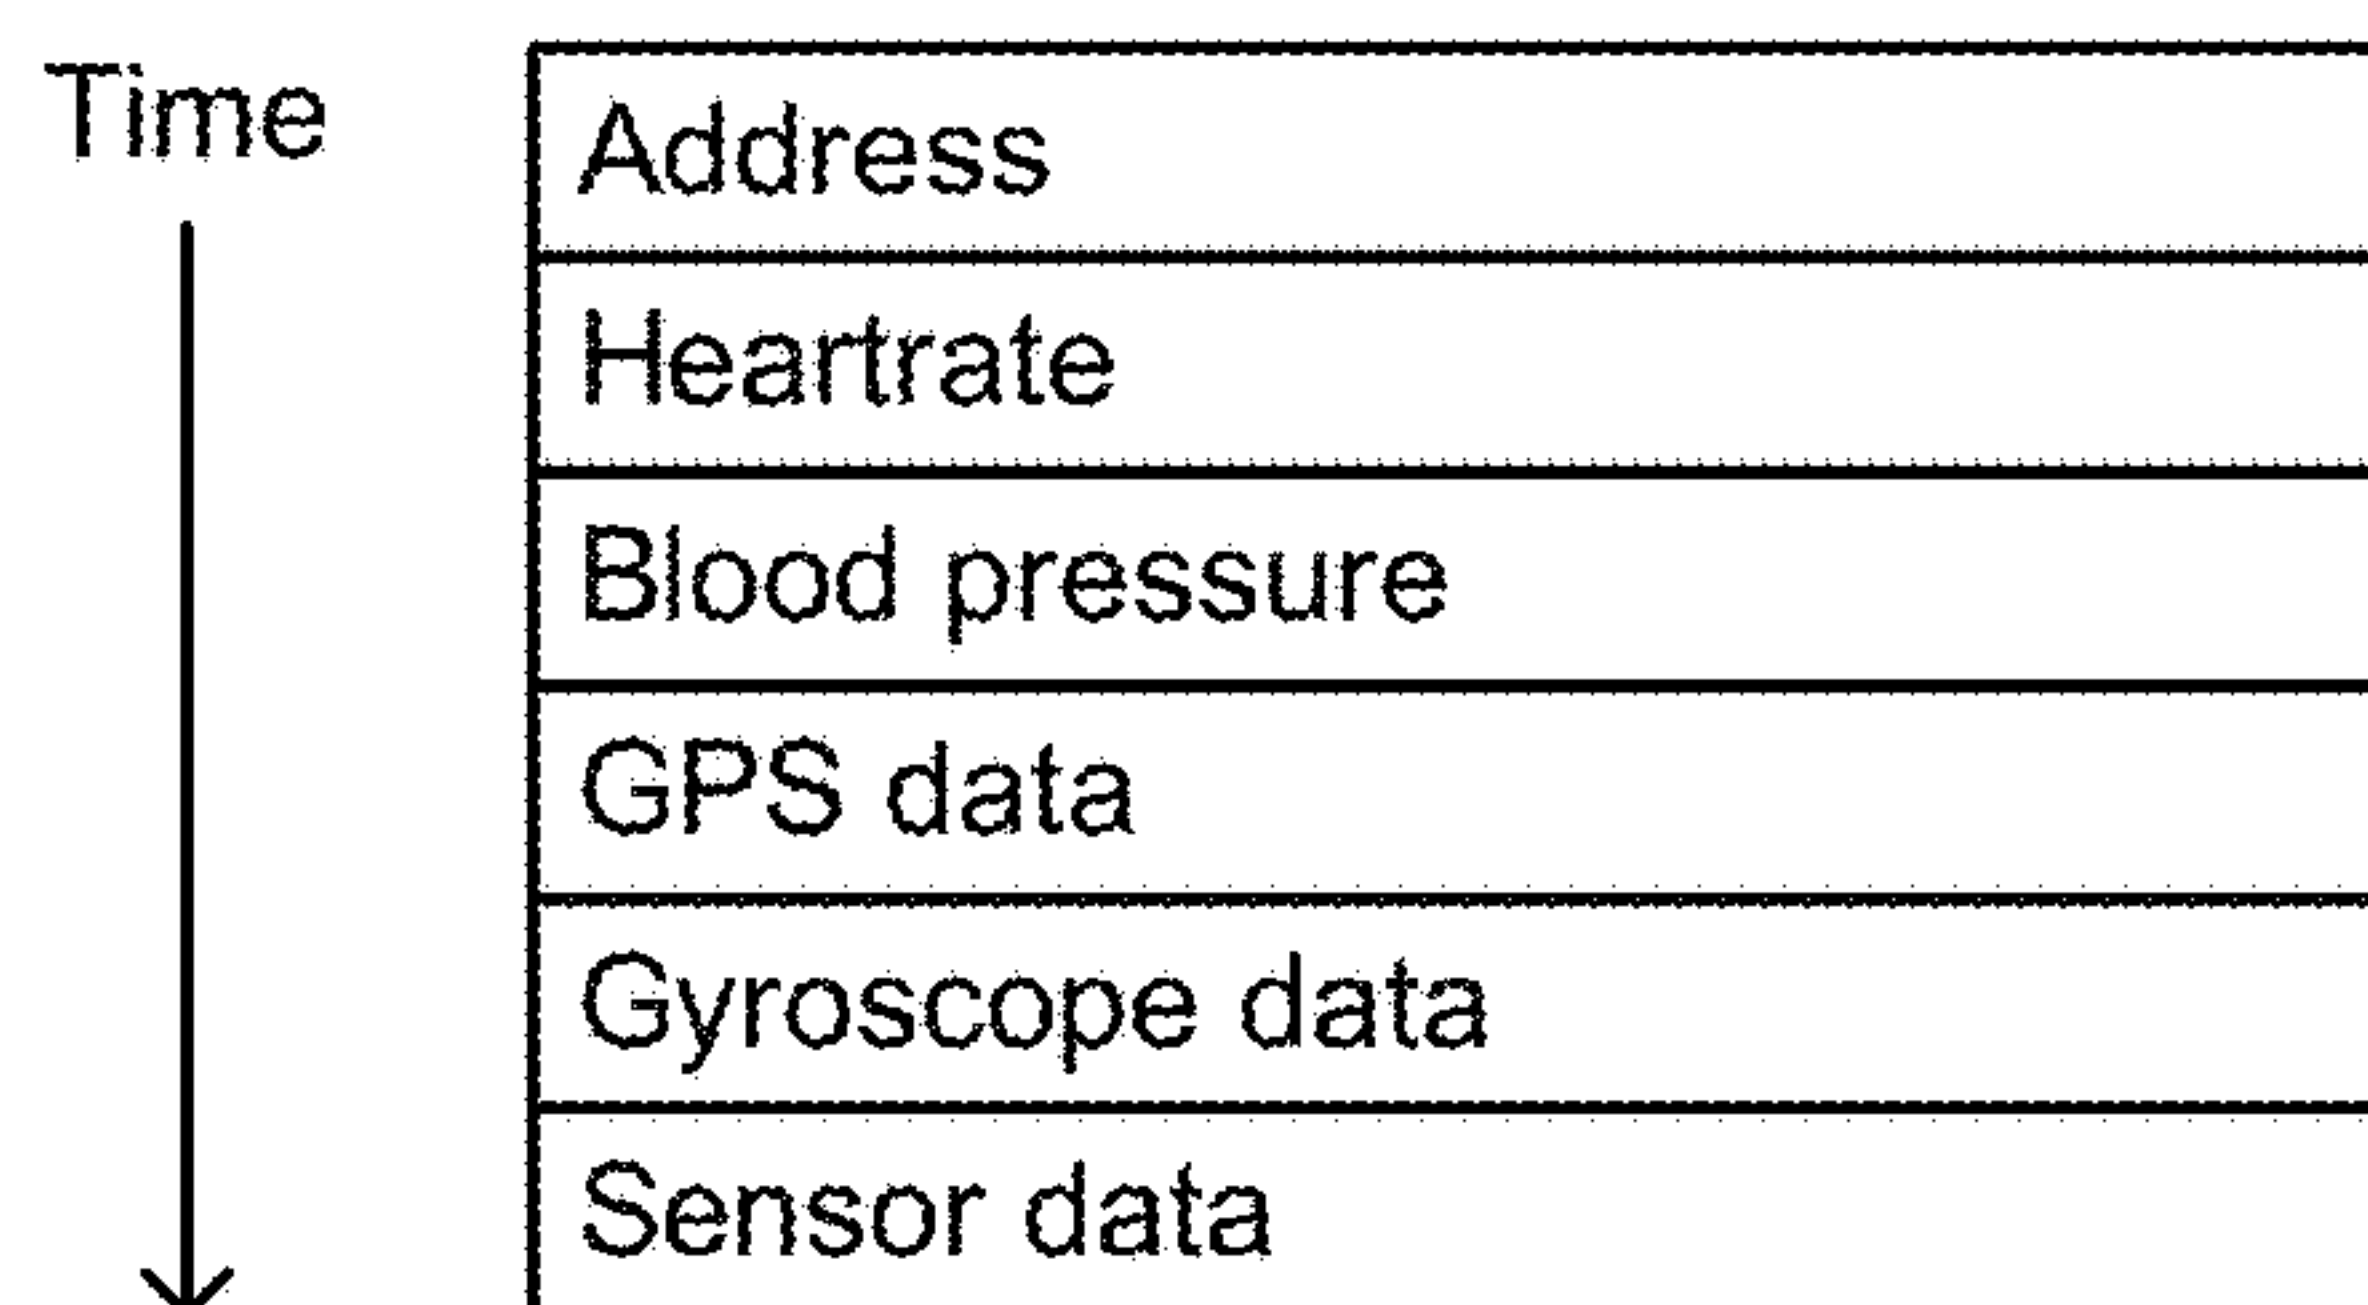 Time
Address
Heartrate
Blood pressure
GPS data
Gyroscope data
Sensor data